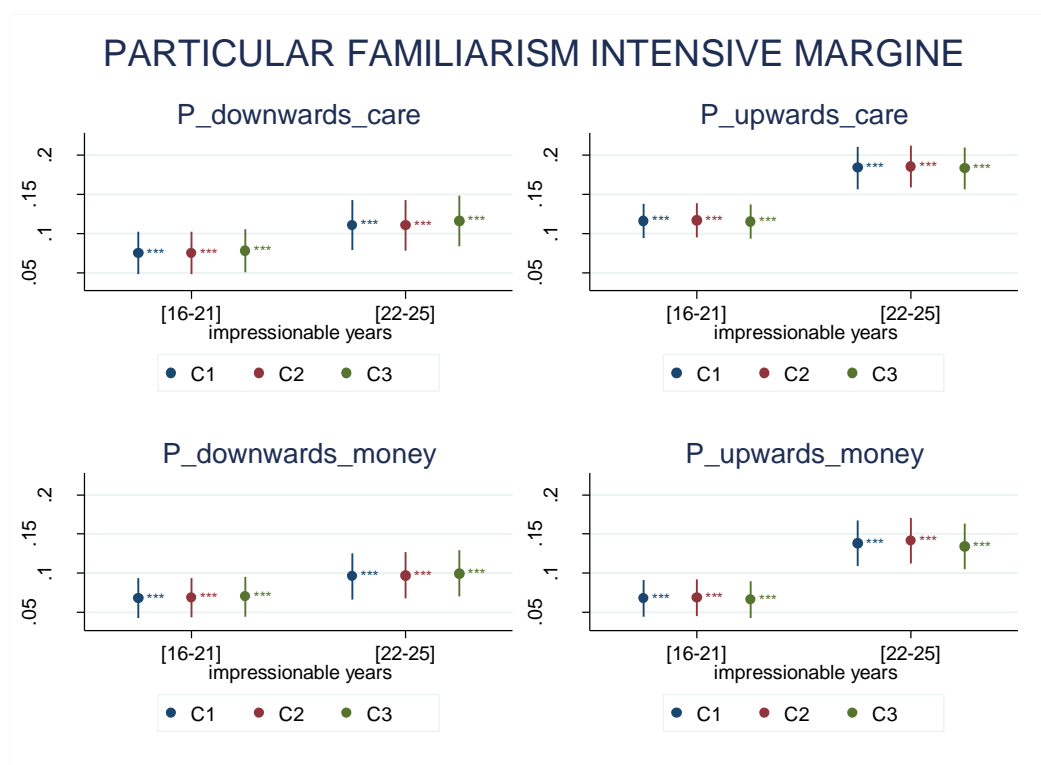 PARTICULAR FAMILIARISM INTENSIVE MARGINE
P_downwards_care
.2
.15
.1
.05
*** *** *** *** *** ***
[16-21] [22-25]
impressionable years
C1 C2 C3
P_upwards_care
.2
.15
.1
.05
*** *** *** *** *** ***
[16-21] [22-25]
impressionable years
C1 C2 C3
P_downwards_money
.2
.15
.1
.05
*** *** *** *** *** ***
[16-21] [22-25]
impressionable years
C1 C2 C3
P_upwards_money
.2
.15
.1
.05
*** *** *** *** *** ***
[16-21] [22-25]
impressionable years
C1 C2 C3